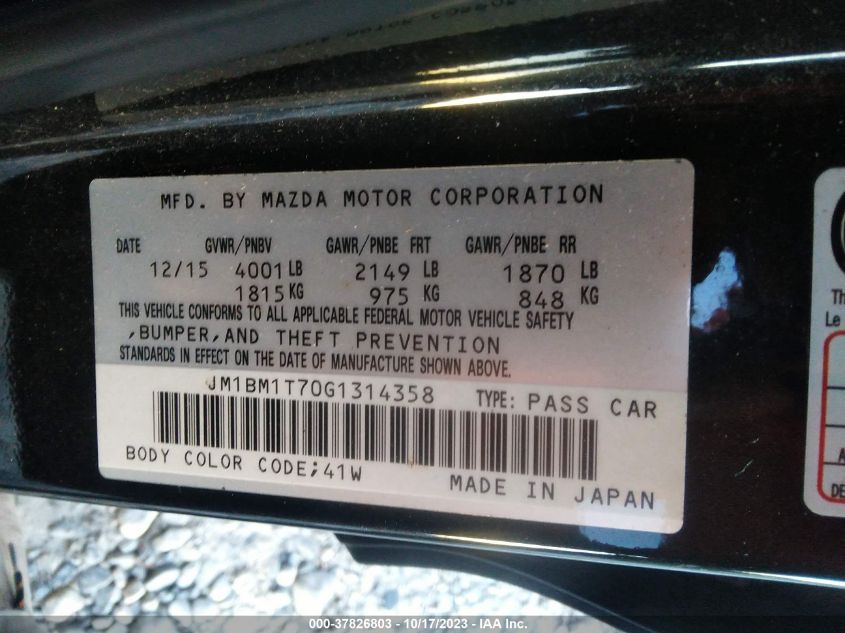 MFD. BY MAZDA MOTOR CORPORATION
DATE GVWR/PNBV GAWR/PNBE FRT GAWR/PNBE RR
12/15 4001 LB 2149 LB 1870 LB
1815 KG 975 KG 848 KG
THIS VEHICLE CONFORMS TO ALL APPLICABLE FEDERAL MOTOR VEHICLE SAFETY
,BUMPER,AND THEFT PREVENTION
STANDARDS IN EFFECT ON THE DATE OF MANUFACTURE SHOWN ABOVE.
JM1BM1T70G1314358 TYPE: PASS CAR
BODY COLOR CODE;41W
MADE IN JAPAN
Th
Le
A
DE
000-37826803 - 10/17/2023 - IAA Inc.